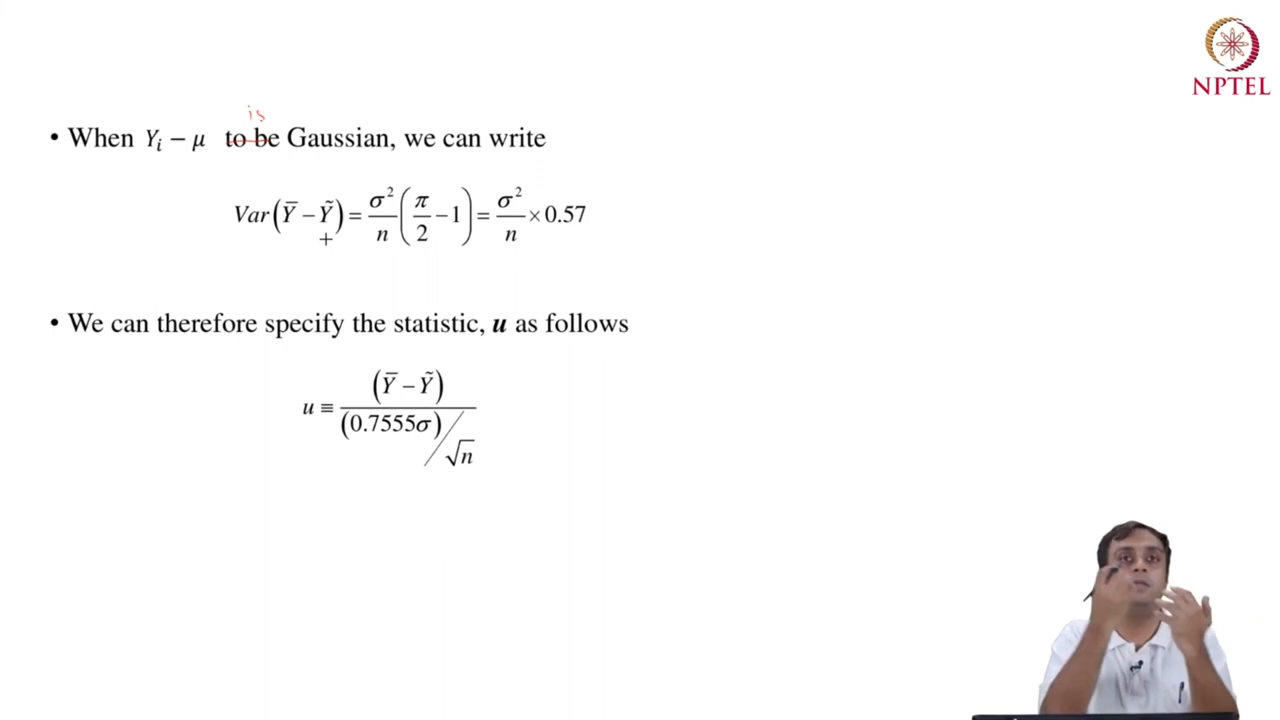 NPTEL
is
• When Yᵢ − μ to be Gaussian, we can write
Var(Ȳ − Ỹ) = σ²/n (π/2 − 1) = σ²/n × 0.57
• We can therefore specify the statistic, u as follows
u ≡ (Ȳ − Ỹ) / (0.7555σ)/√n